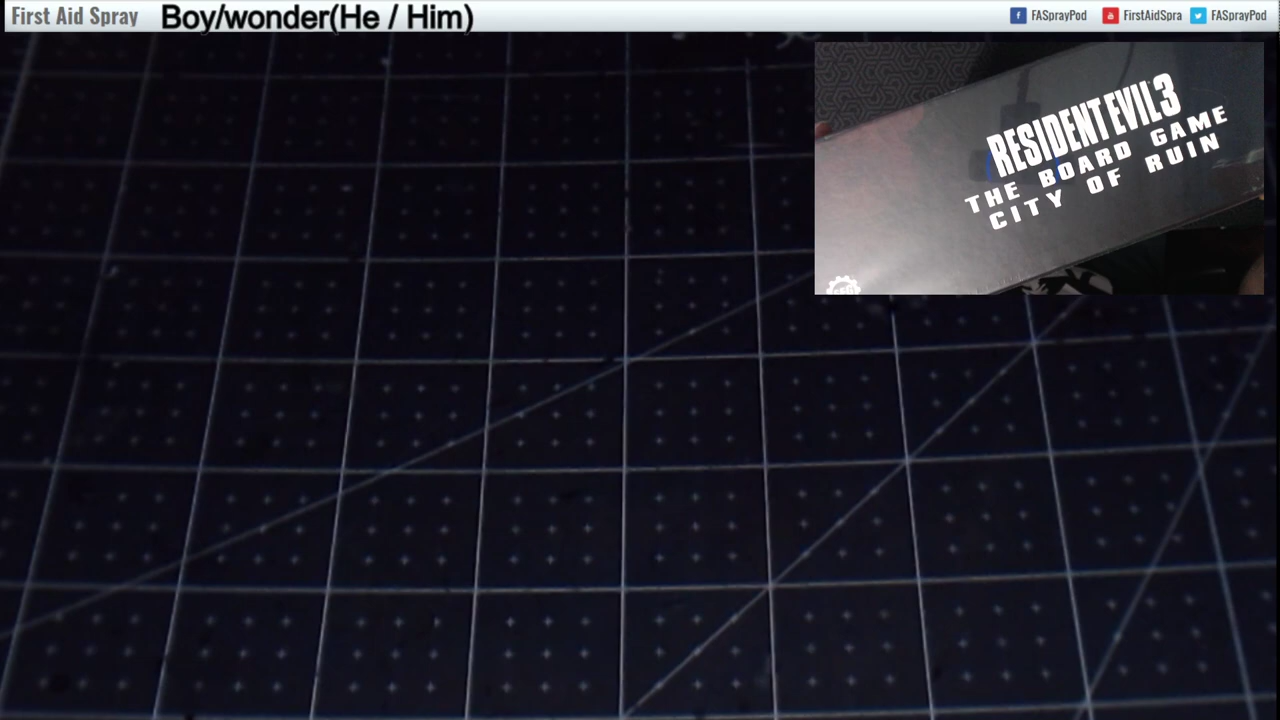 First Aid Spray
Boy/wonder(He / Him)
FASprayPod
FirstAidSpra
FASprayPod
RESIDENT EVIL 3
THE BOARD GAME
CITY OF RUIN